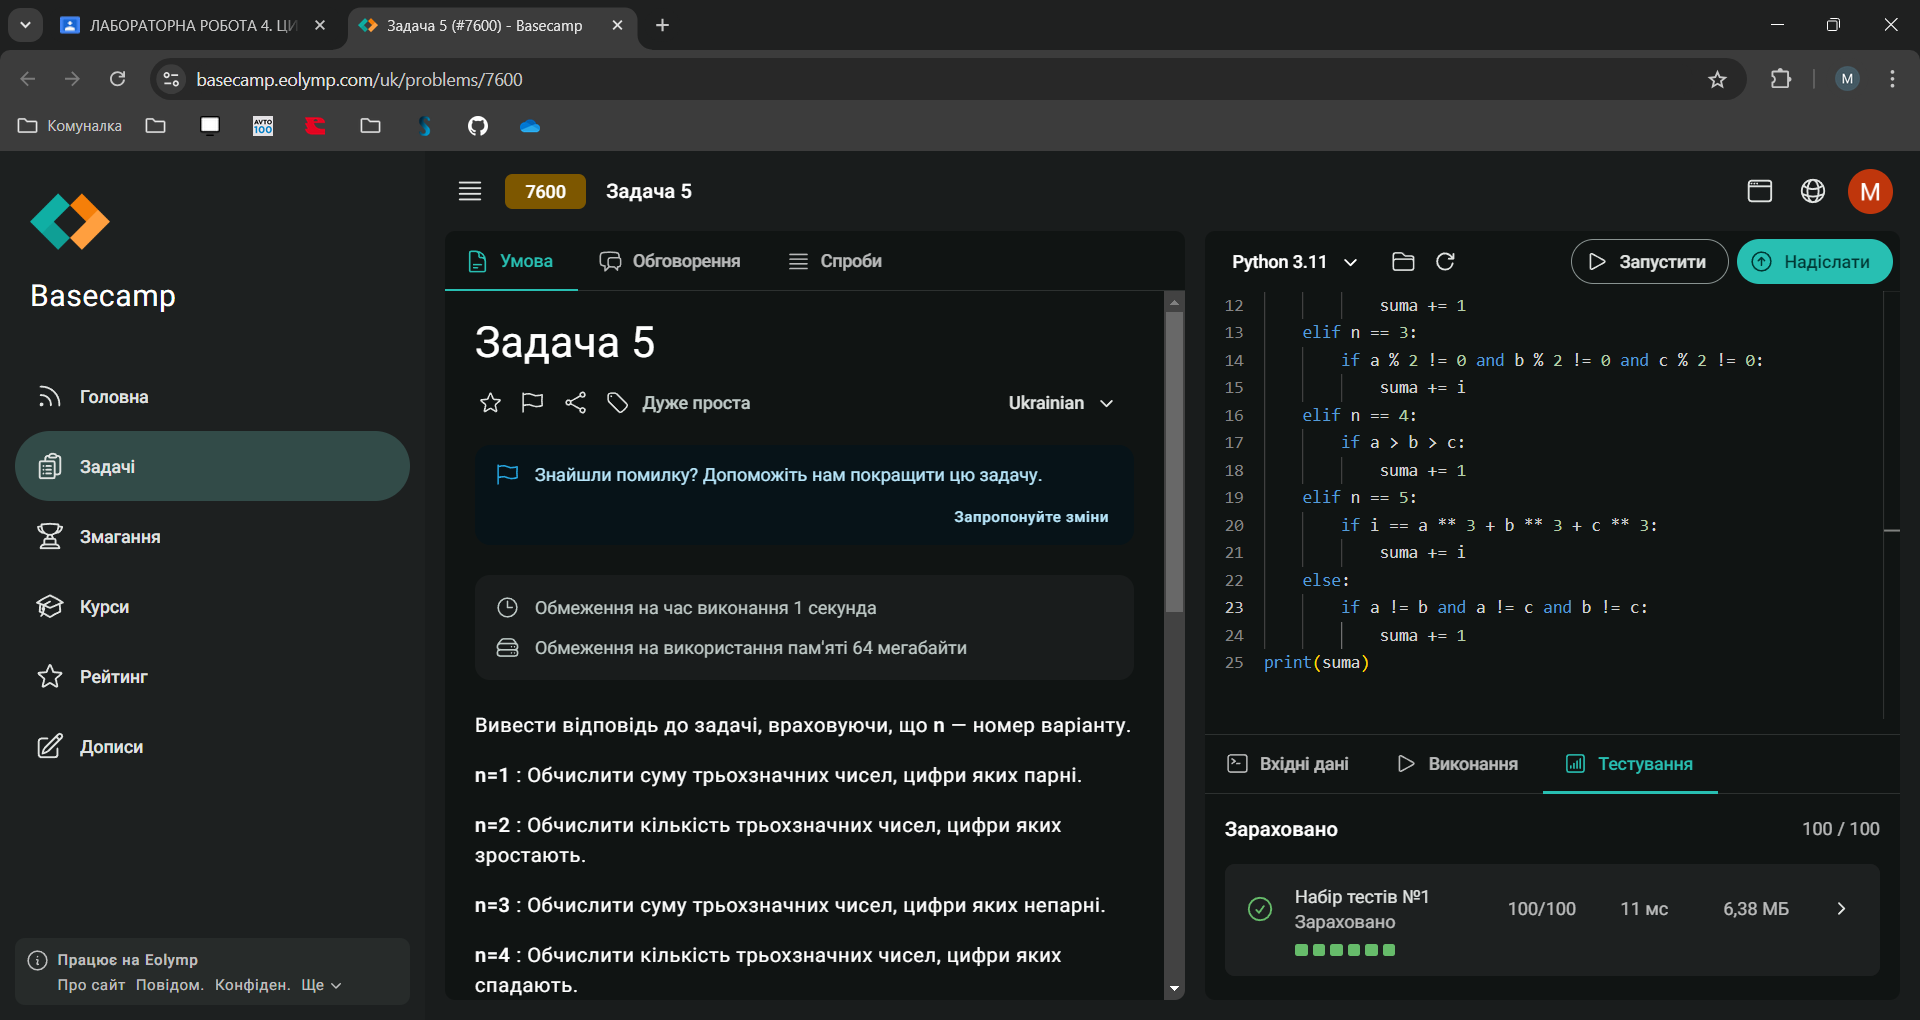 ЛАБОРАТОРНА РОБОТА 4. ЦИ
Задача 5 (#7600) - Basecamp
basecamp.eolymp.com/uk/problems/7600
M
Комуналка
AVTO
100
Basecamp
Головна
Задачі
Змагання
Курси
Рейтинг
Дописи
Працює на Eolymp
Про сайт Повідом. Конфіден. Ще
7600 Задача 5
M
Умова Обговорення Спроби
Задача 5
Дуже проста
Ukrainian
Знайшли помилку? Допоможіть нам покращити цю задачу.
Запропонуйте зміни
Обмеження на час виконання 1 секунда
Обмеження на використання пам'яті 64 мегабайти
Вивести відповідь до задачі, враховуючи, що n — номер варіанту.
n=1 : Обчислити суму трьохзначних чисел, цифри яких парні.
n=2 : Обчислити кількість трьохзначних чисел, цифри яких
зростають.
n=3 : Обчислити суму трьохзначних чисел, цифри яких непарні.
n=4 : Обчислити кількість трьохзначних чисел, цифри яких
спадають.
Python 3.11
Запустити
Надіслати
12 suma += 1
13 elif n == 3:
14 if a % 2 != 0 and b % 2 != 0 and c % 2 != 0:
15 suma += i
16 elif n == 4:
17 if a > b > c:
18 suma += 1
19 elif n == 5:
20 if i == a ** 3 + b ** 3 + c ** 3:
21 suma += i
22 else:
23 if a != b and a != c and b != c:
24 suma += 1
25 print(suma)
Вхідні дані Виконання Тестування
Зараховано 100 / 100
Набір тестів №1 100/100 11 мс 6,38 МБ
Зараховано